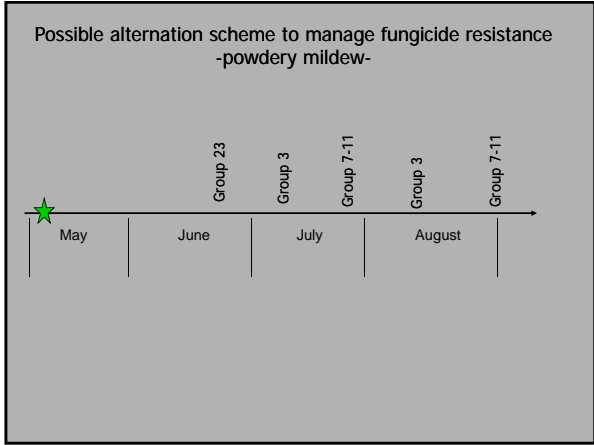 Possible alternation scheme to manage fungicide resistance
-powdery mildew-
Group 23
Group 3
Group 7-11
Group 3
Group 7-11
May
June
July
August